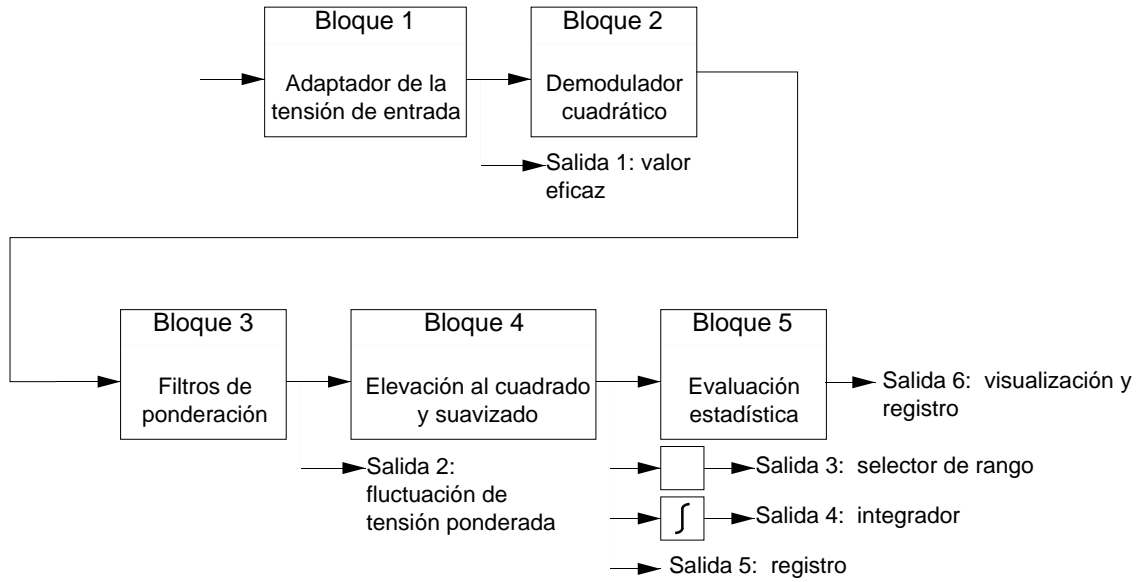 Bloque 1
Adaptador de la
tensión de entrada
Bloque 2
Demodulador
cuadrático
Salida 1: valor
eficaz
Bloque 3
Filtros de
ponderación
Bloque 4
Elevación al cuadrado
y suavizado
Bloque 5
Evaluación
estadística
Salida 6: visualización y
registro
Salida 2:
fluctuación de
tensión ponderada
Salida 3: selector de rango
∫
Salida 4: integrador
Salida 5: registro